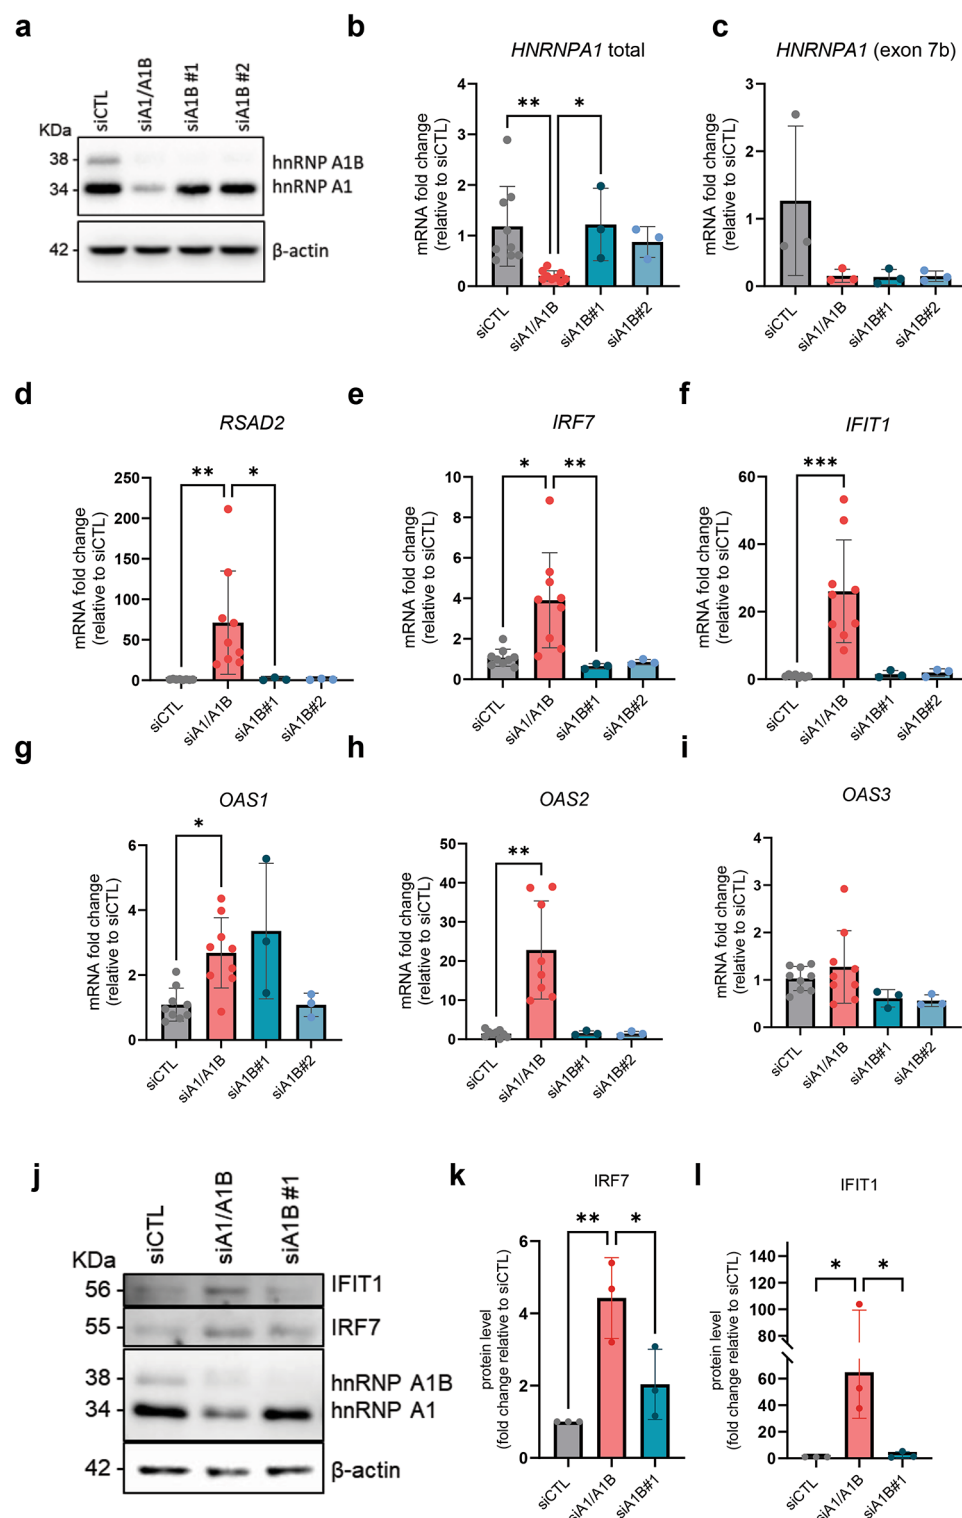 a
siCTL
siA1/A1B
siA1B #1
siA1B #2
KDa
38
hnRNP A1B
34
hnRNP A1
42
β-actin
b
HNRNPA1 total
mRNA fold change
(relative to siCTL)
4
3
2
1
0
**
*
siCTL
siA1/A1B
siA1B#1
siA1B#2
c
HNRNPA1 (exon 7b)
mRNA fold change
(relative to siCTL)
3
2
1
0
siCTL
siA1/A1B
siA1B#1
siA1B#2
d
RSAD2
mRNA fold change
(relative to siCTL)
250
200
150
100
50
0
**
*
siCTL
siA1/A1B
siA1B#1
siA1B#2
e
IRF7
mRNA fold change
(relative to siCTL)
10
8
6
4
2
0
*
**
siCTL
siA1/A1B
siA1B#1
siA1B#2
f
IFIT1
mRNA fold change
(relative to siCTL)
60
40
20
0
***
siCTL
siA1/A1B
siA1B#1
siA1B#2
g
OAS1
mRNA fold change
(relative to siCTL)
6
4
2
0
*
siCTL
siA1/A1B
siA1B#1
siA1B#2
h
OAS2
mRNA fold change
(relative to siCTL)
50
40
30
20
10
0
**
siCTL
siA1/A1B
siA1B#1
siA1B#2
i
OAS3
mRNA fold change
(relative to siCTL)
4
3
2
1
0
siCTL
siA1/A1B
siA1B#1
siA1B#2
j
siCTL
siA1/A1B
siA1B #1
KDa
56
IFIT1
55
IRF7
38
hnRNP A1B
34
hnRNP A1
42
β-actin
k
IRF7
protein level
(fold change relative to siCTL)
6
4
2
0
**
*
siCTL
siA1/A1B
siA1B#1
l
IFIT1
protein level
(fold change relative to siCTL)
140
120
100
80
60
40
20
0
*
*
siCTL
siA1/A1B
siA1B#1